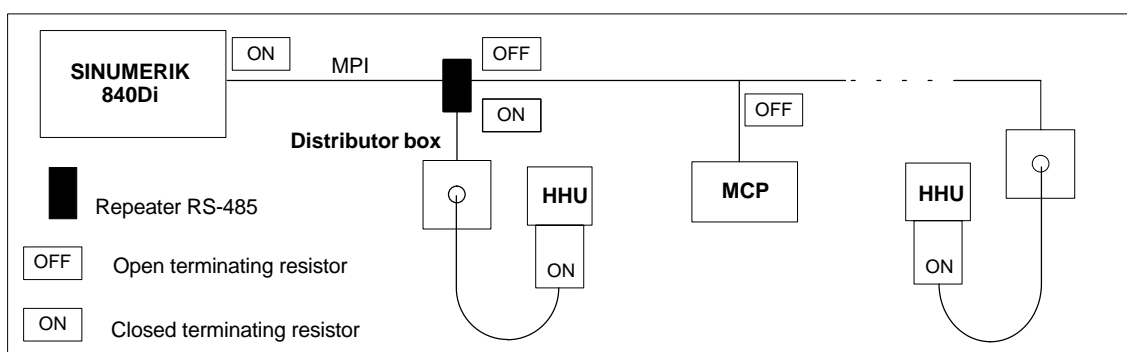 ON
OFF
SINUMERIK
840Di
MPI
ON
OFF
Distributor box
HHU
MCP
HHU
Repeater RS-485
OFF
Open terminating resistor
ON
ON
ON
Closed terminating resistor